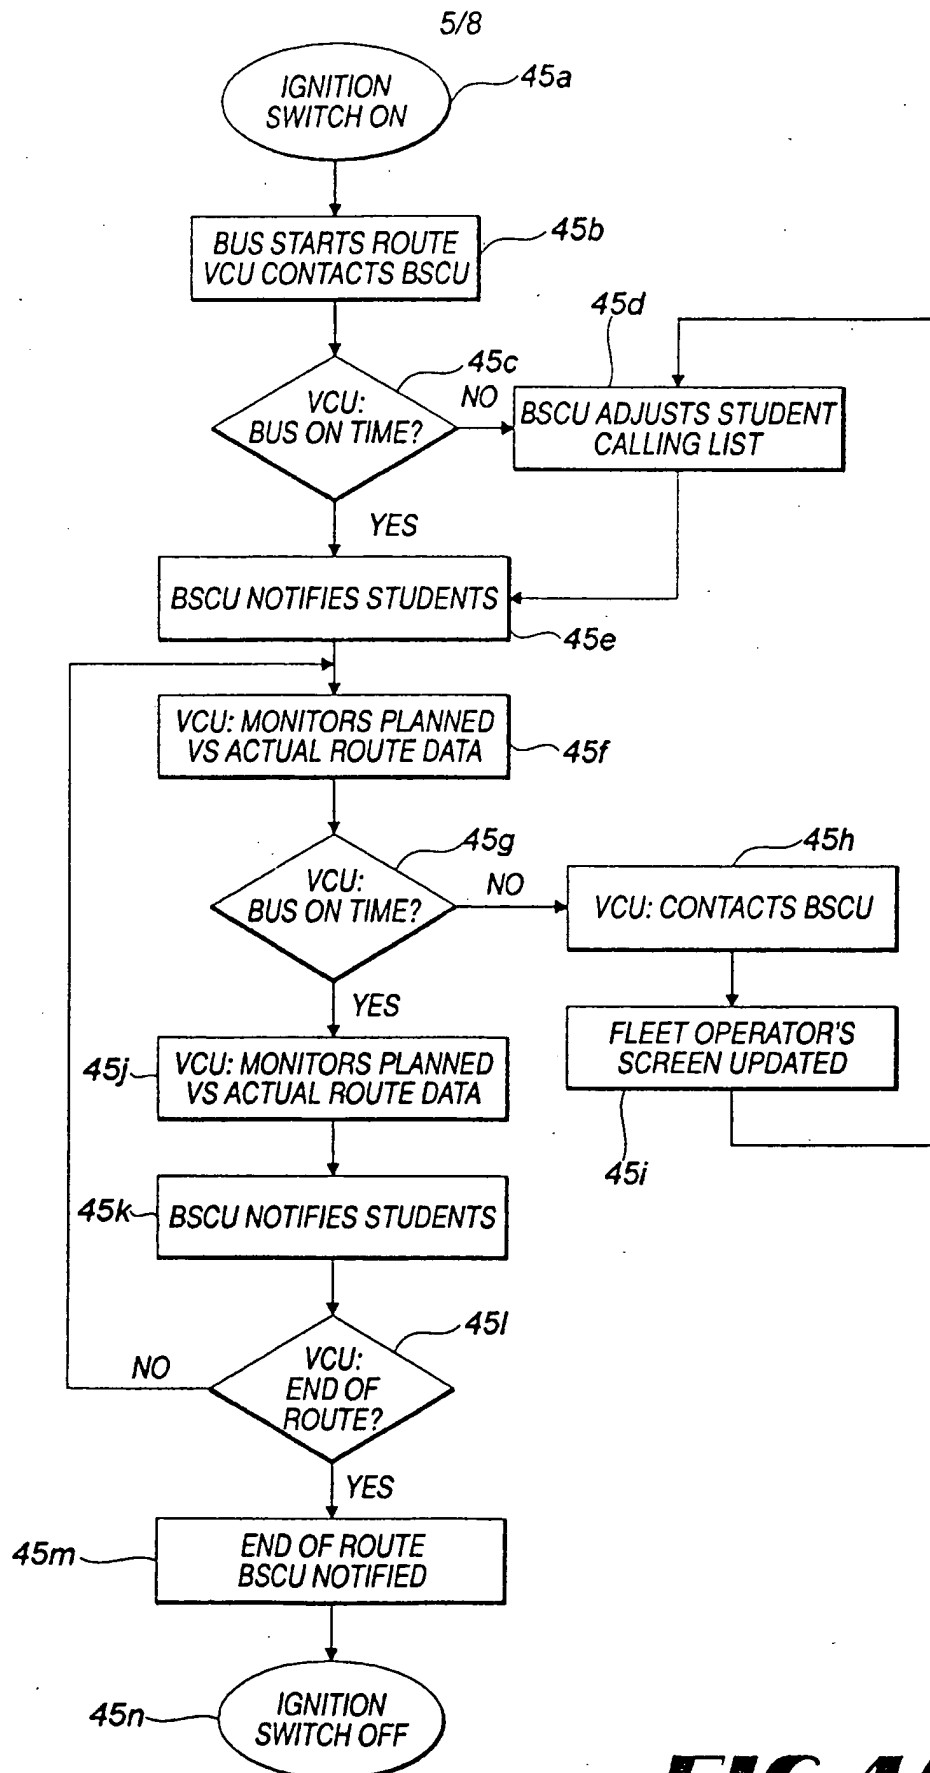 5/8
IGNITION
SWITCH ON
45a
BUS STARTS ROUTE
VCU CONTACTS BSCU
45b
45d
45c
VCU:
BUS ON TIME?
NO
BSCU ADJUSTS STUDENT
CALLING LIST
YES
BSCU NOTIFIES STUDENTS
45e
VCU: MONITORS PLANNED
VS ACTUAL ROUTE DATA
45f
45g
45h
VCU:
BUS ON TIME?
NO
VCU: CONTACTS BSCU
YES
FLEET OPERATOR'S
SCREEN UPDATED
45j
VCU: MONITORS PLANNED
VS ACTUAL ROUTE DATA
45i
45k
BSCU NOTIFIES STUDENTS
45l
VCU:
END OF
ROUTE?
NO
YES
45m
END OF ROUTE
BSCU NOTIFIED
45n
IGNITION
SWITCH OFF